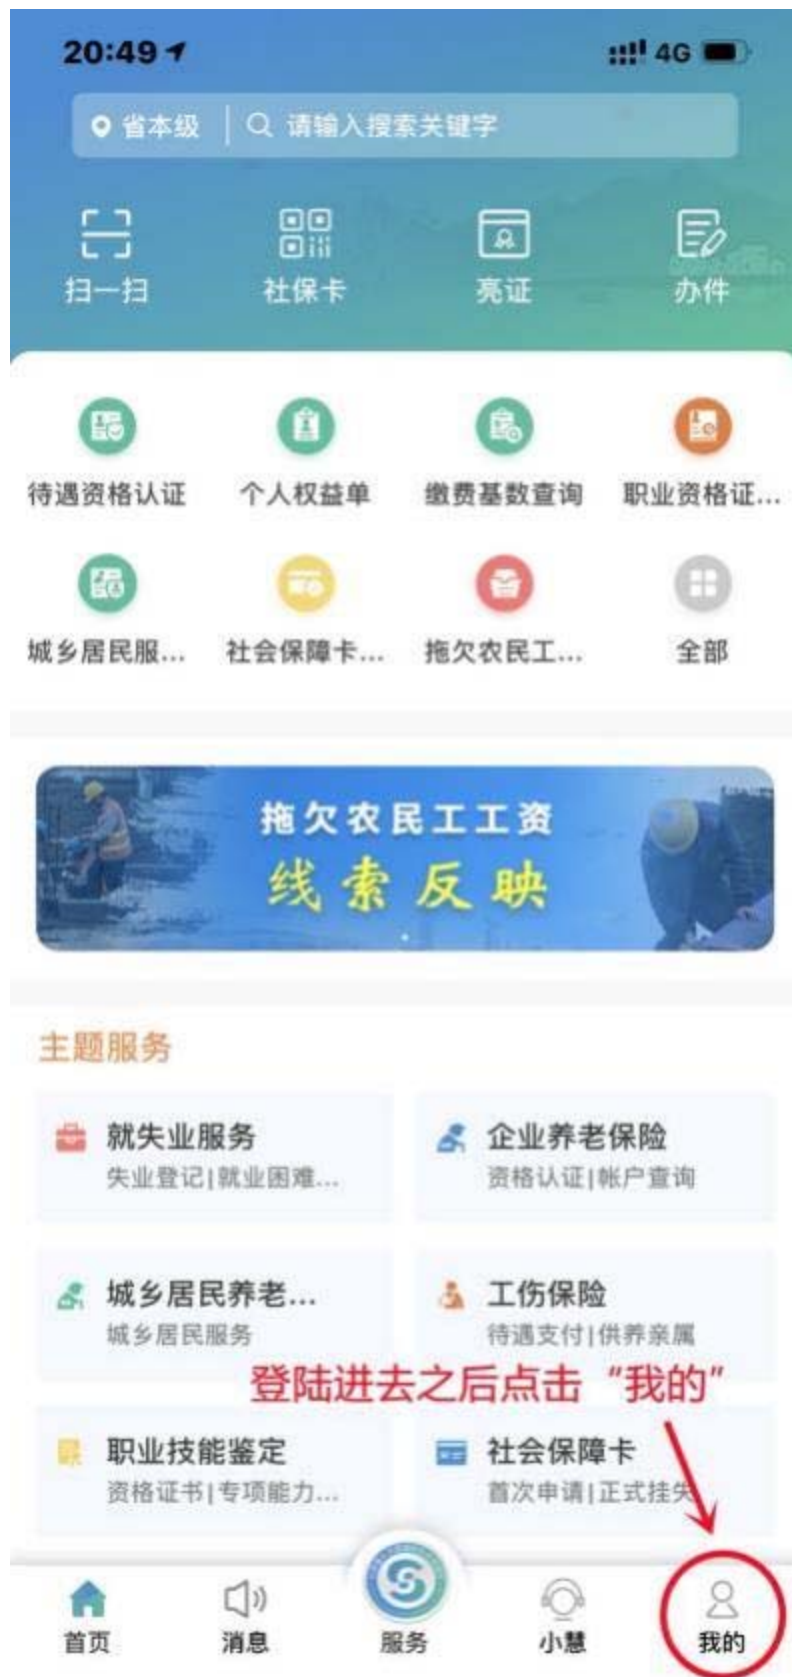 20:49
4G
省本级
请输入搜索关键字
扫一扫 社保卡 亮证 办件
待遇资格认证 个人权益单 缴费基数查询 职业资格证...
城乡居民服... 社会保障卡... 拖欠农民工... 全部
拖欠农民工工资
线索反映
主题服务
就失业服务
失业登记|就业困难...
企业养老保险
资格认证|帐户查询
城乡居民养老...
城乡居民服务
工伤保险
待遇支付|供养亲属
登陆进去之后点击“我的”
职业技能鉴定
资格证书|专项能力...
社会保障卡
首次申请|正式挂失
首页 消息 服务 小慧 我的